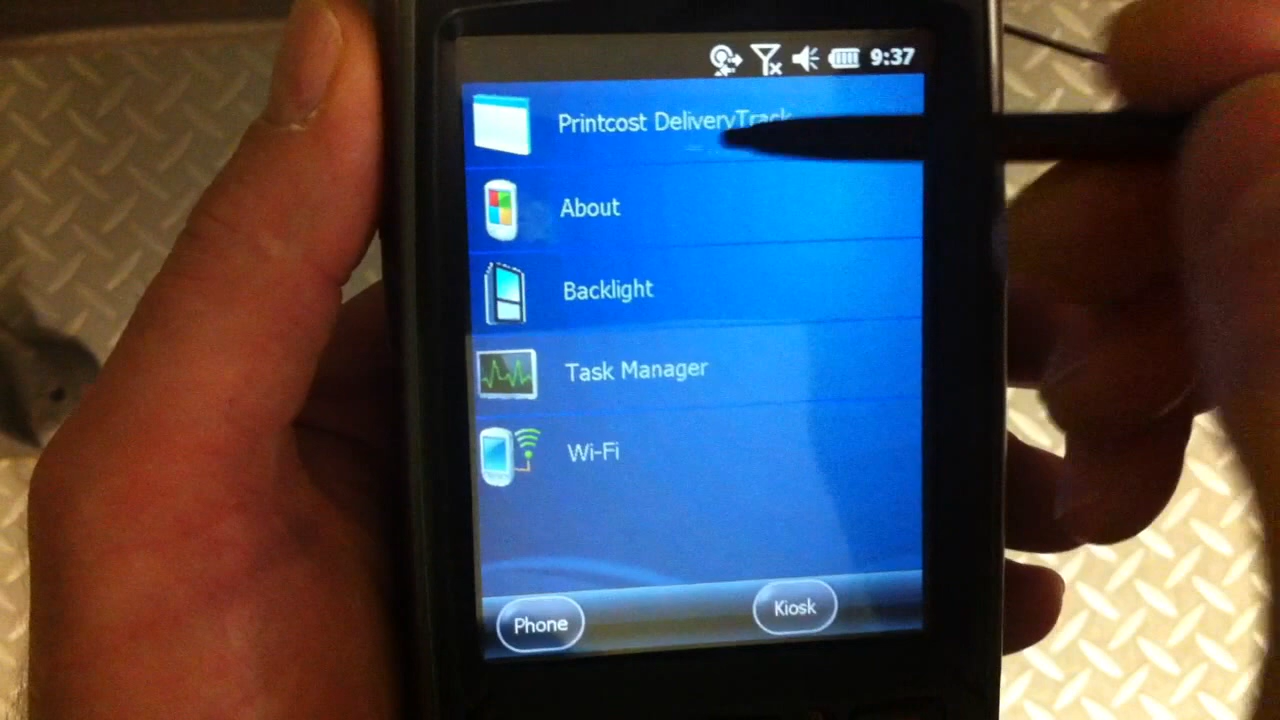 9:37
Printcost DeliveryTrack
About
Backlight
Task Manager
Wi-Fi
Phone
Kiosk